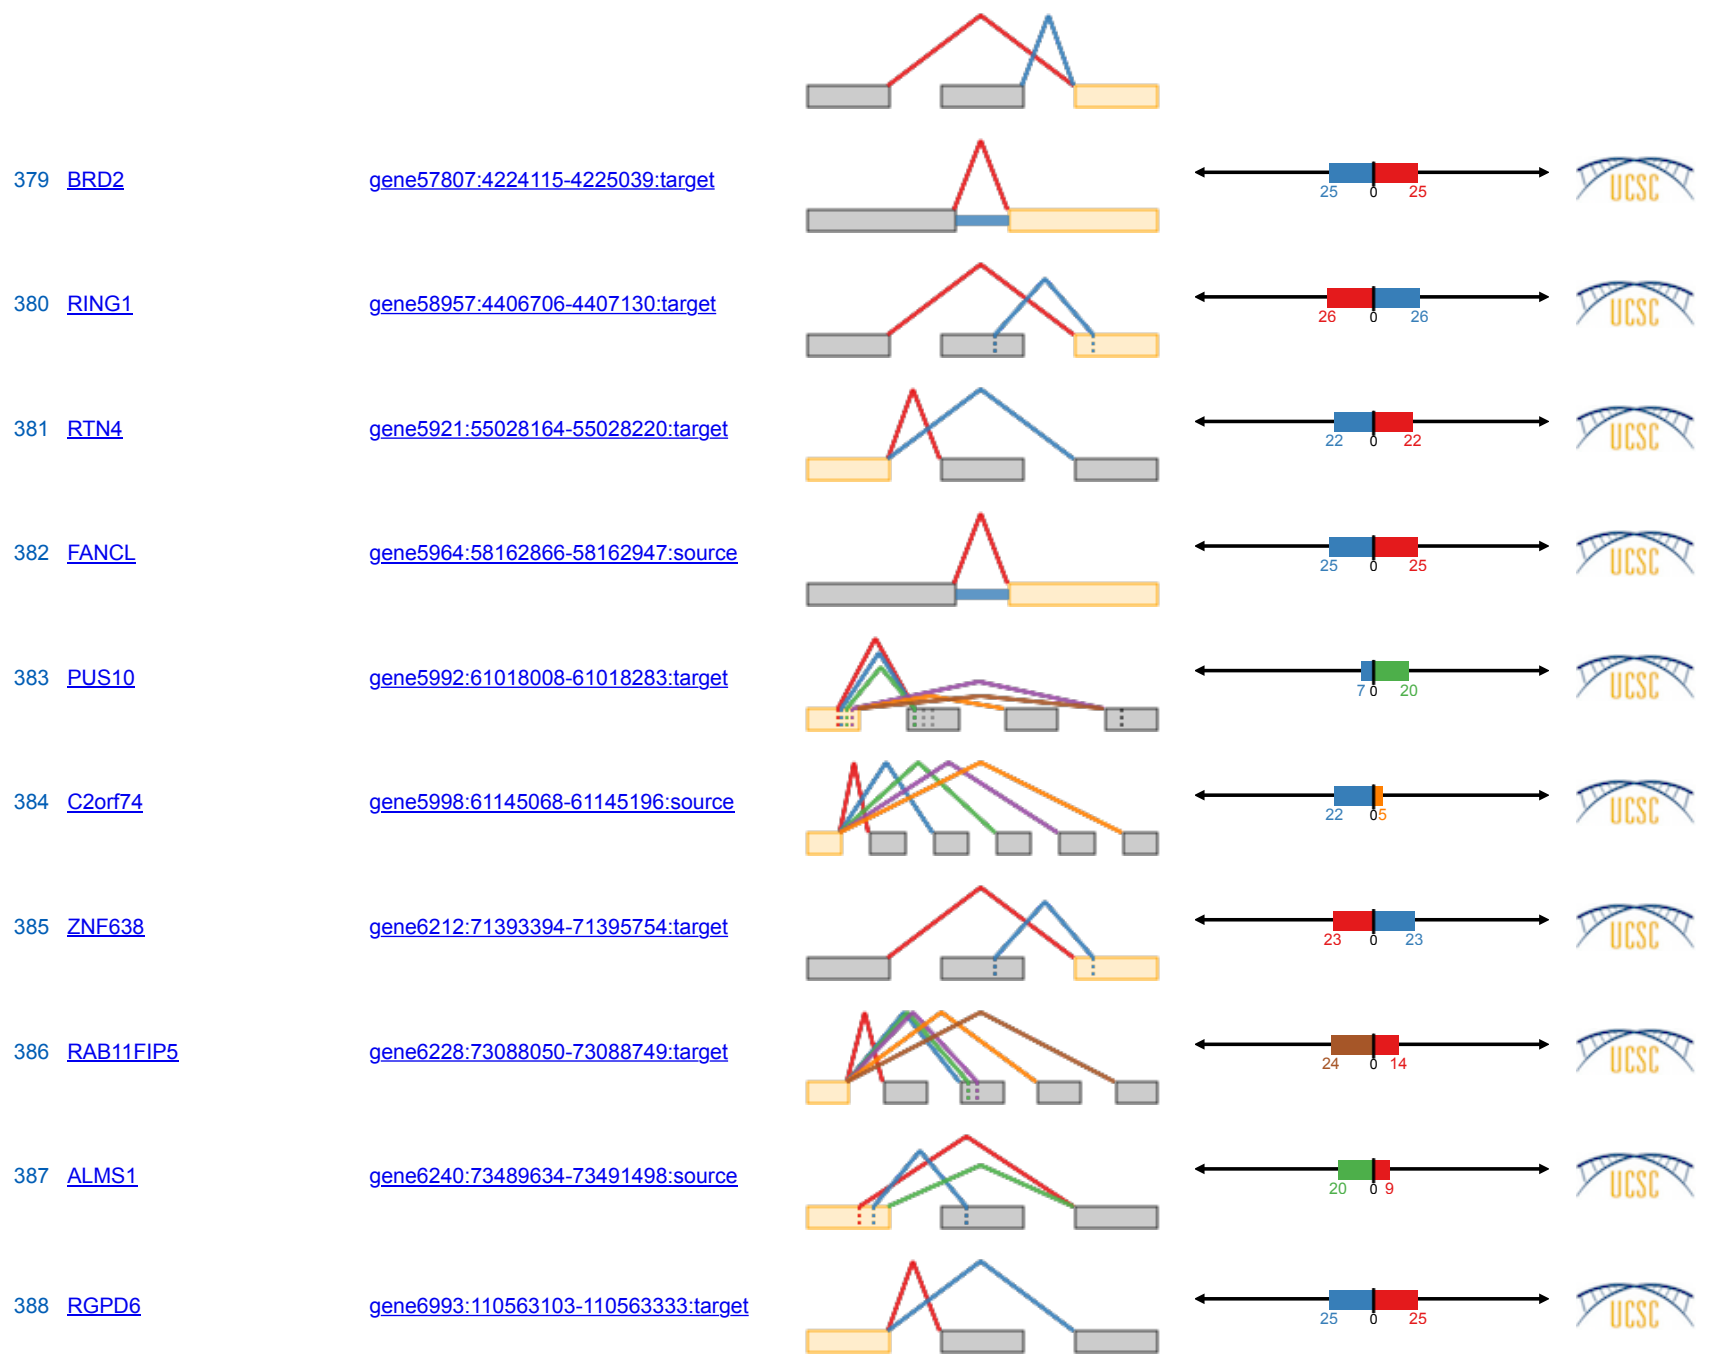 379 BRD2 gene57807:4224115-4225039:target 25 0 25 UCSC
380 RING1 gene58957:4406706-4407130:target 26 0 26 UCSC
381 RTN4 gene5921:55028164-55028220:target 22 0 22 UCSC
382 FANCL gene5964:58162866-58162947:source 25 0 25 UCSC
383 PUS10 gene5992:61018008-61018283:target 7 0 20 UCSC
384 C2orf74 gene5998:61145068-61145196:source 22 0 5 UCSC
385 ZNF638 gene6212:71393394-71395754:target 23 0 23 UCSC
386 RAB11FIP5 gene6228:73088050-73088749:target 24 0 14 UCSC
387 ALMS1 gene6240:73489634-73491498:source 20 0 9 UCSC
388 RGPD6 gene6993:110563103-110563333:target 25 0 25 UCSC